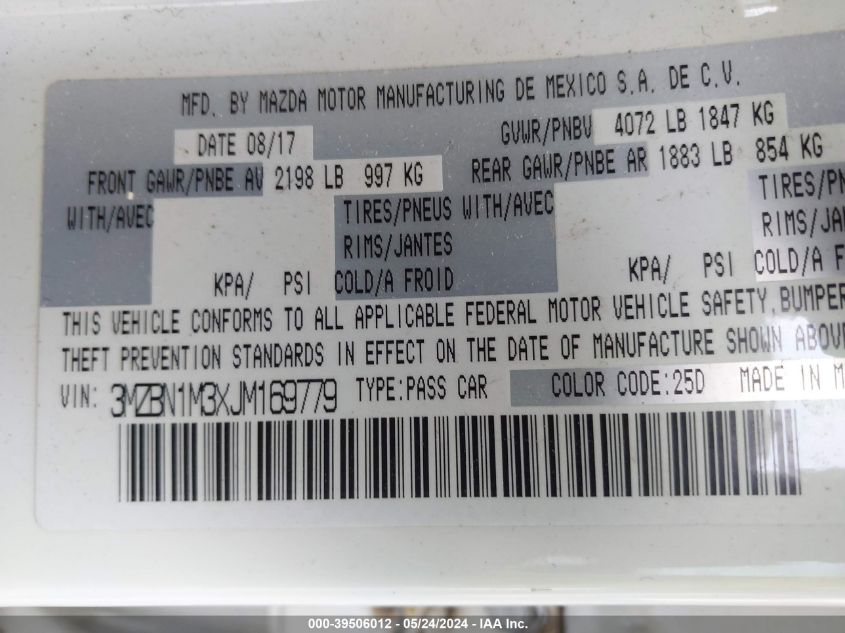 MFD. BY MAZDA MOTOR MANUFACTURING DE MEXICO S.A. DE C.V.
DATE 08/17 GVWR/PNBV 4072 LB 1847 KG
FRONT GAWR/PNBE AV 2198 LB 997 KG REAR GAWR/PNBE AR 1883 LB 854 KG
WITH/AVEC TIRES/PNEUS WITH/AVEC TIRES/PN
RIMS/JANTES RIMS/JA
KPA/ PSI COLD/A FROID KPA/ PSI COLD/A FROI
THIS VEHICLE CONFORMS TO ALL APPLICABLE FEDERAL MOTOR VEHICLE SAFETY, BUMPER
THEFT PREVENTION STANDARDS IN EFFECT ON THE DATE OF MANUFACTURE SHOWN ABOV
VIN: 3MZBN1M3XJM169779 TYPE:PASS CAR COLOR CODE:25D MADE IN M
000-39506012 - 05/24/2024 - IAA Inc.